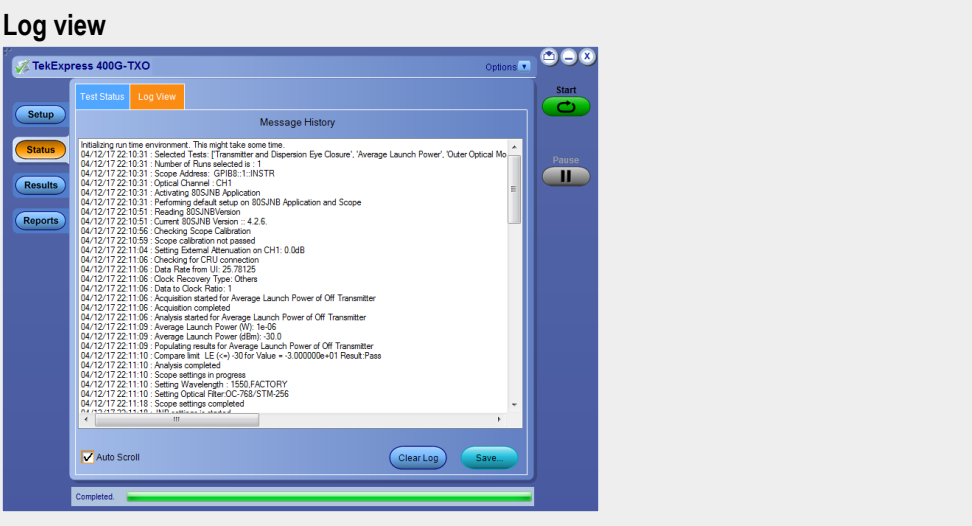 Log view
TekExpress 400G-TXO
Options
Test Status
Log View
Start
Message History
Setup
Initializing run time environment. This might take some time.
04/12/17 22:10:31 : Selected Tests: ['Transmitter and Dispersion Eye Closure', 'Average Launch Power', 'Outer Optical Mo
04/12/17 22:10:31 : Number of Runs selected is : 1
04/12/17 22:10:31 : Scope Address: GPIB8::1::INSTR
04/12/17 22:10:31 : Optical Channel : CH1
04/12/17 22:10:31 : Activating 80SJNB Application
04/12/17 22:10:31 : Performing default setup on 80SJNB Application and Scope
04/12/17 22:10:51 : Reading 80SJNBVersion
04/12/17 22:10:51 : Current 80SJNB Version :: 4.2.6.
04/12/17 22:10:56 : Checking Scope Calibration
04/12/17 22:10:59 : Scope calibration not passed
04/12/17 22:11:04 : Setting External Attenuation on CH1: 0.0dB
04/12/17 22:11:06 : Checking for CRU connection
04/12/17 22:11:06 : Data Rate from UI: 25.78125
04/12/17 22:11:06 : Clock Recovery Type: Others
04/12/17 22:11:06 : Data to Clock Ratio: 1
04/12/17 22:11:06 : Acquisition started for Average Launch Power of Off Transmitter
04/12/17 22:11:06 : Acquisition completed
04/12/17 22:11:06 : Analysis started for Average Launch Power of Off Transmitter
04/12/17 22:11:09 : Average Launch Power (W): 1e-06
04/12/17 22:11:09 : Average Launch Power (dBm): -30.0
04/12/17 22:11:09 : Populating results for Average Launch Power of Off Transmitter
04/12/17 22:11:10 : Compare limit LE (<=) -30 for Value = -3.000000e+01 Result:Pass
04/12/17 22:11:10 : Analysis completed
04/12/17 22:11:10 : Scope settings in progress
04/12/17 22:11:10 : Setting Wavelength : 1550,FACTORY
04/12/17 22:11:10 : Setting Optical Filter:OC-768/STM-256
04/12/17 22:11:18 : Scope settings completed
Status
Pause
Results
Reports
Auto Scroll
Clear Log
Save...
Completed.